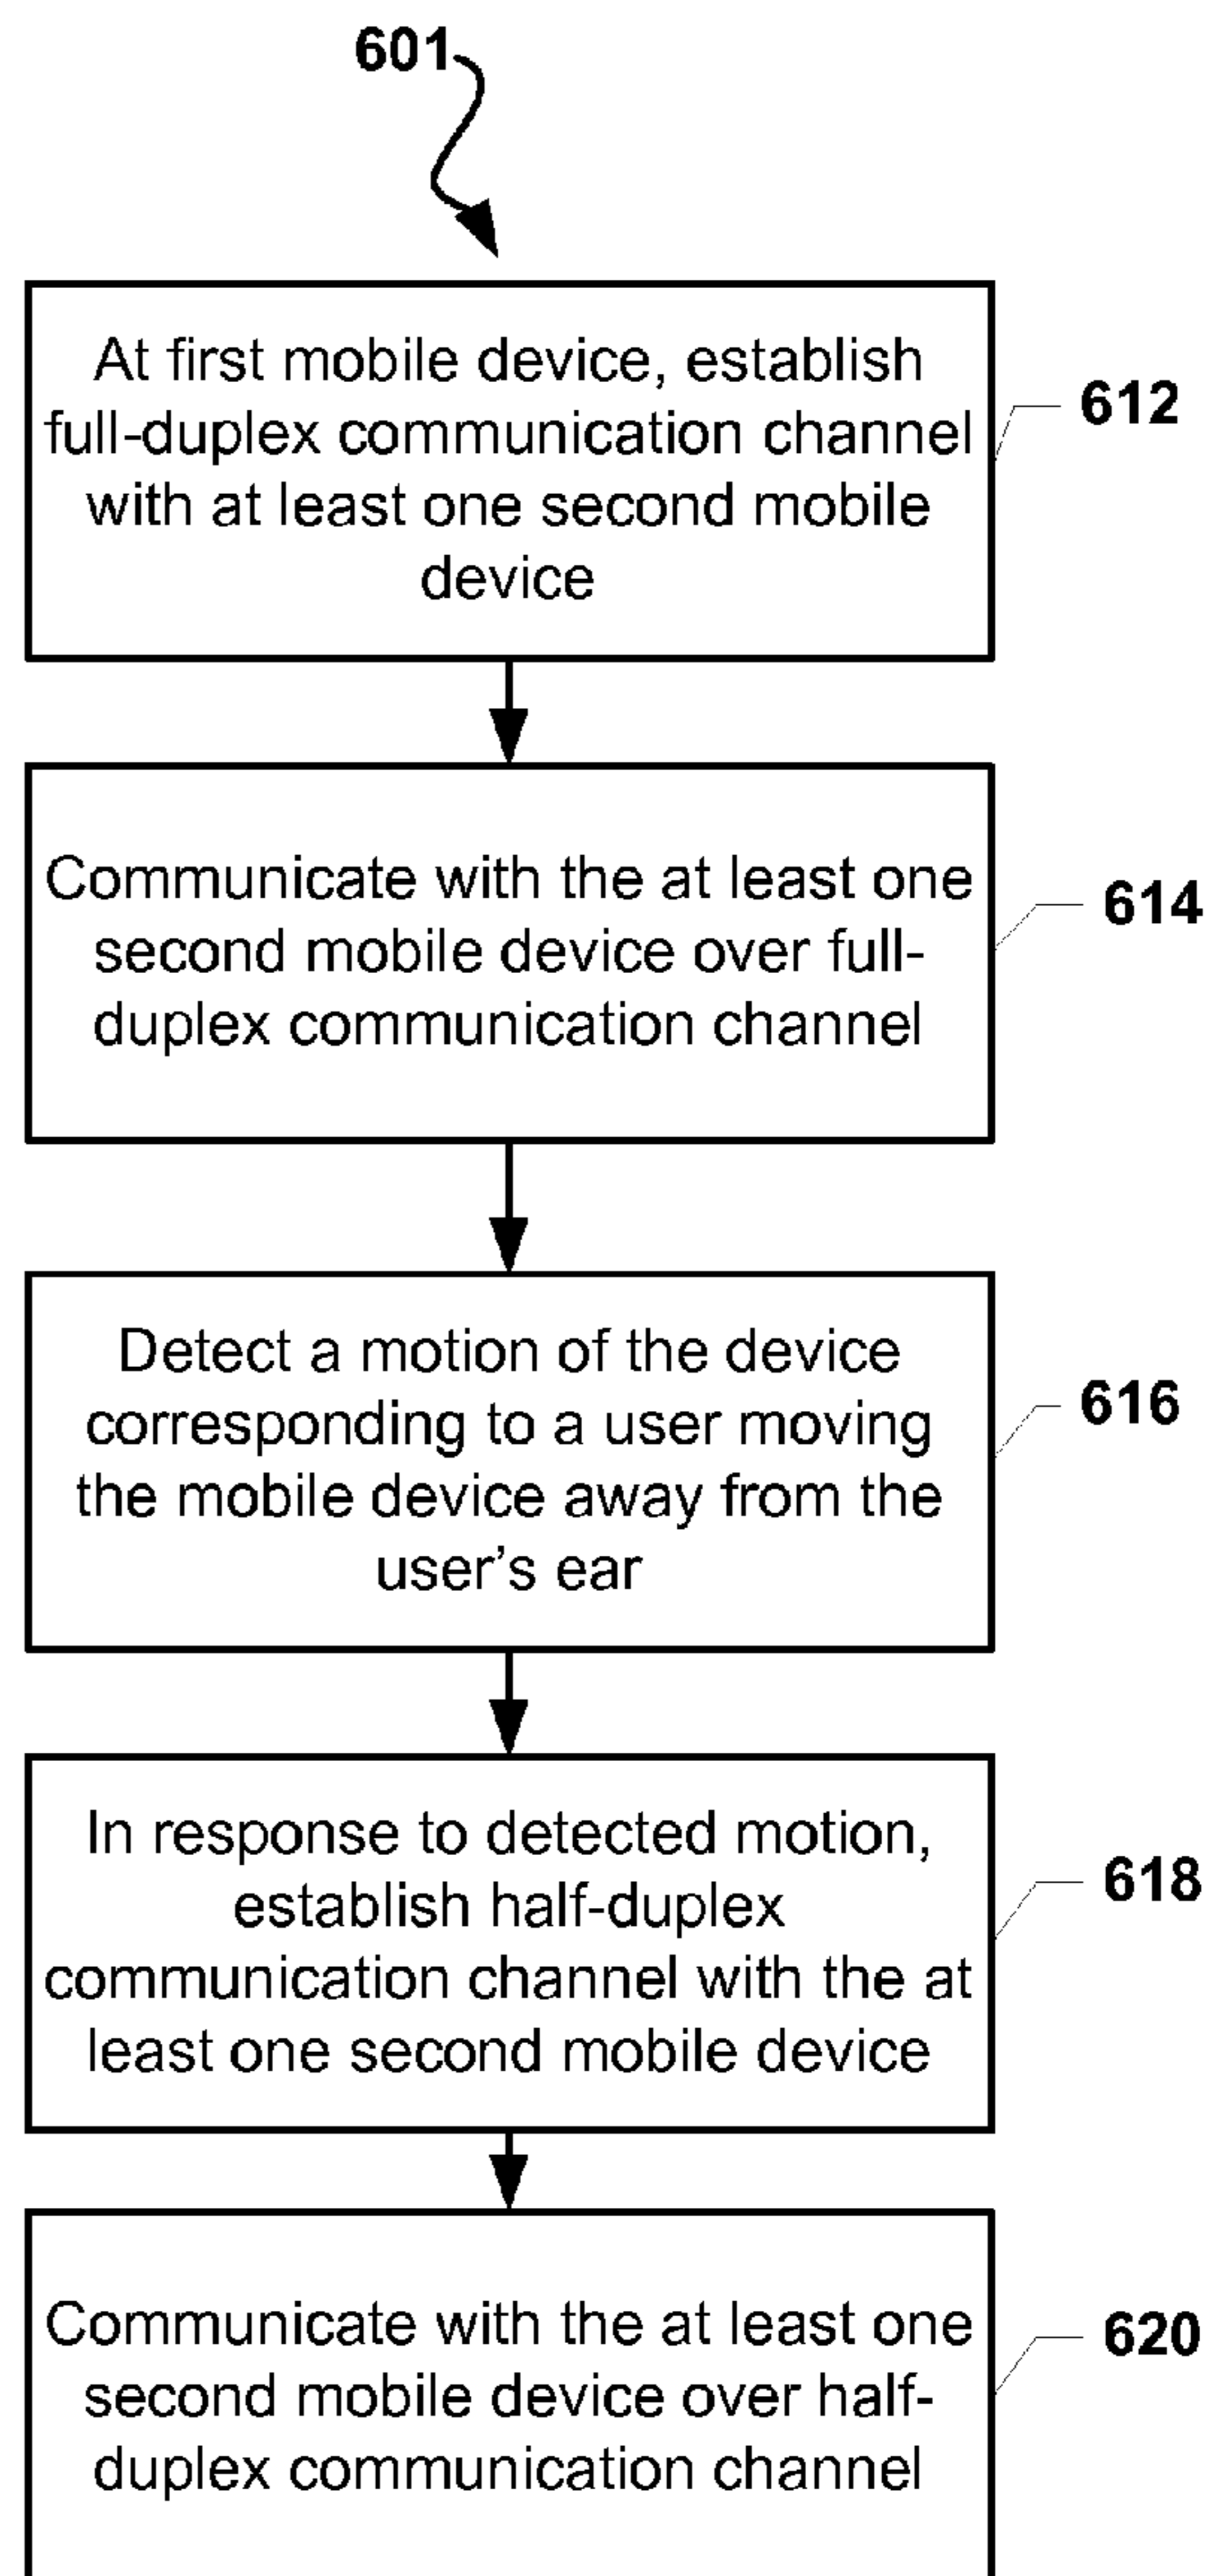 601
At first mobile device, establish
full-duplex communication channel
with at least one second mobile
device
612
Communicate with the at least one
second mobile device over full-
duplex communication channel
614
Detect a motion of the device
corresponding to a user moving
the mobile device away from the
user's ear
616
In response to detected motion,
establish half-duplex
communication channel with the at
least one second mobile device
618
Communicate with the at least one
second mobile device over half-
duplex communication channel
620